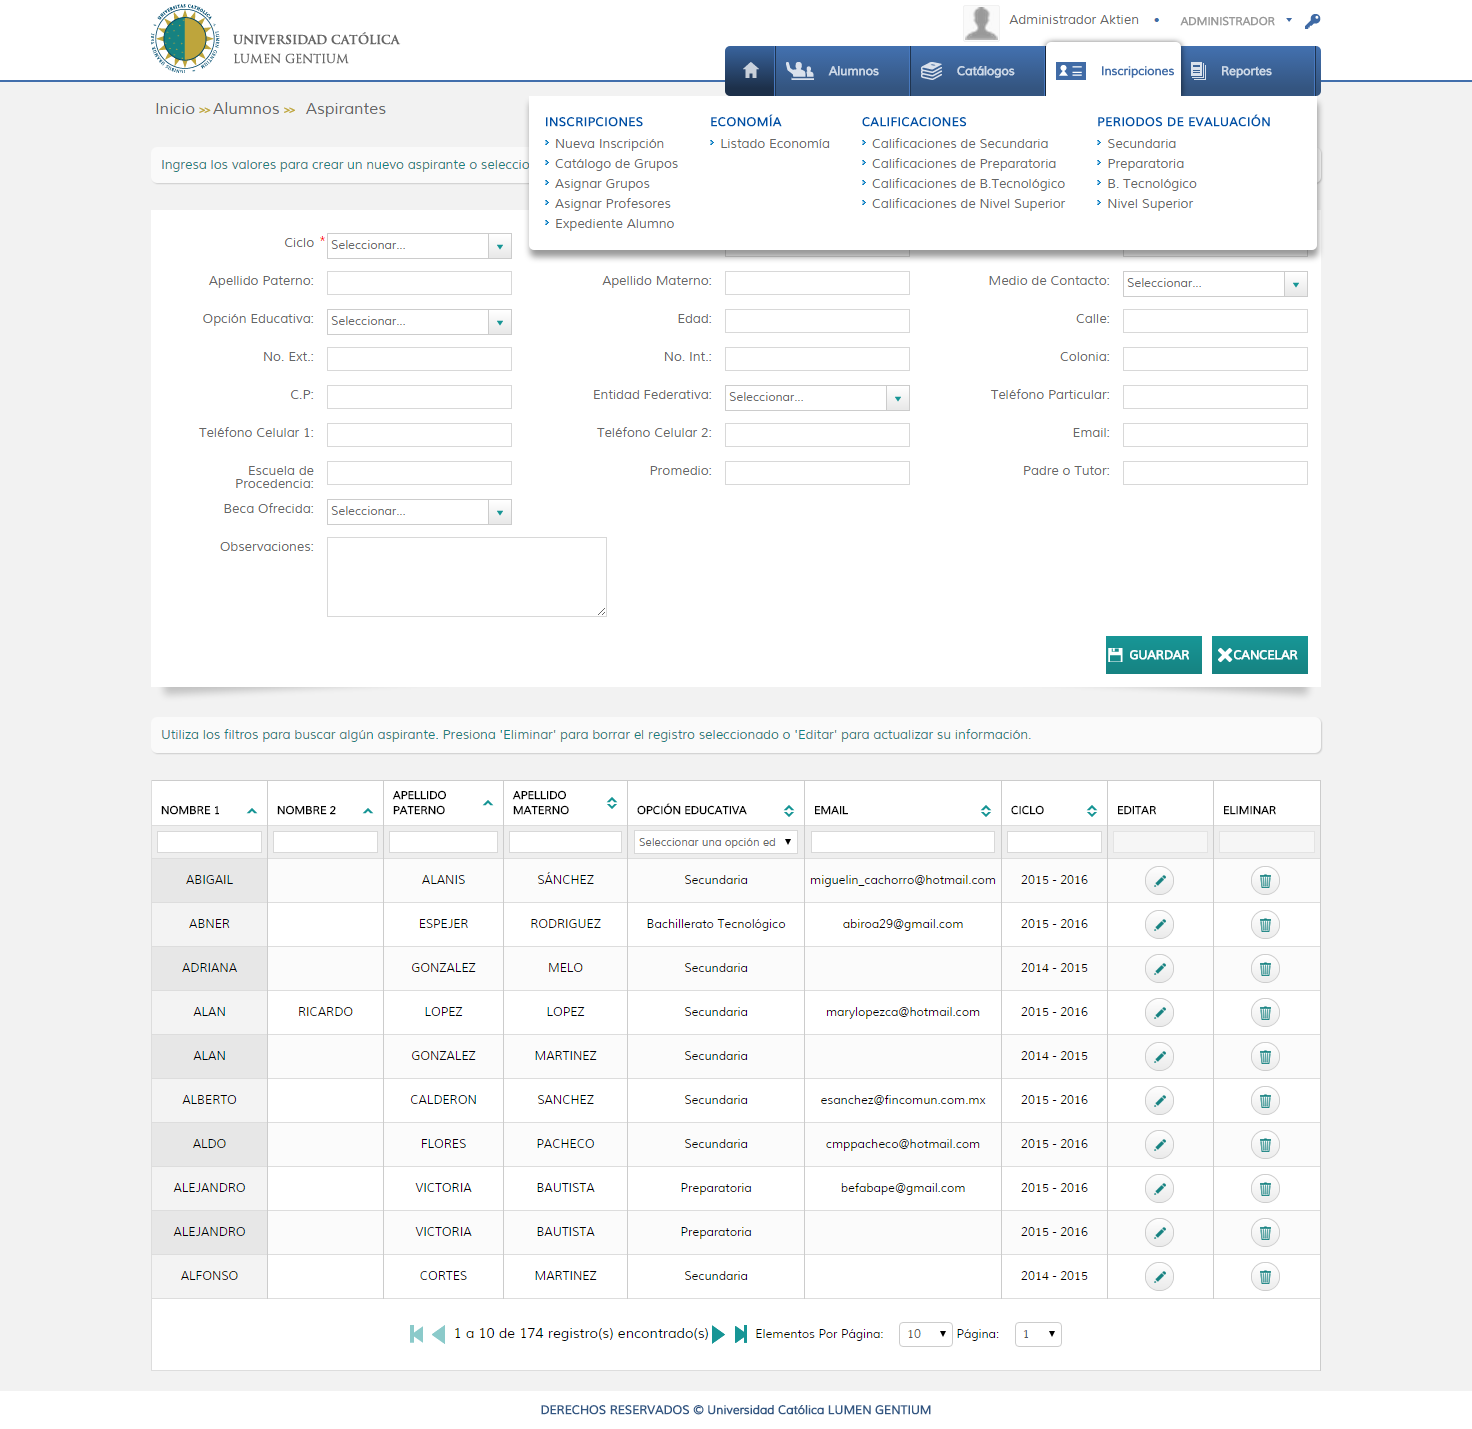 Administrador Aktien • ADMINISTRADOR
UNIVERSIDAD CATÓLICA
LUMEN GENTIUM
Alumnos Catálogos Inscripciones Reportes
Inicio >> Alumnos >> Aspirantes
Ingresa los valores para crear un nuevo aspirante o seleccio
INSCRIPCIONES
Nueva Inscripción
Catálogo de Grupos
Asignar Grupos
Asignar Profesores
Expediente Alumno
ECONOMÍA
Listado Economía
CALIFICACIONES
Calificaciones de Secundaria
Calificaciones de Preparatoria
Calificaciones de B.Tecnológico
Calificaciones de Nivel Superior
PERIODOS DE EVALUACIÓN
Secundaria
Preparatoria
B. Tecnológico
Nivel Superior
Ciclo * Seleccionar...
Apellido Paterno: Apellido Materno: Medio de Contacto: Seleccionar...
Opción Educativa: Seleccionar... Edad: Calle:
No. Ext.: No. Int.: Colonia:
C.P: Entidad Federativa: Seleccionar... Teléfono Particular:
Teléfono Celular 1: Teléfono Celular 2: Email:
Escuela de
Procedencia:
Promedio: Padre o Tutor:
Beca Ofrecida: Seleccionar...
Observaciones:
GUARDAR CANCELAR
Utiliza los filtros para buscar algún aspirante. Presiona 'Eliminar' para borrar el registro seleccionado o 'Editar' para actualizar su información.
NOMBRE 1 NOMBRE 2 APELLIDO PATERNO APELLIDO MATERNO OPCIÓN EDUCATIVA EMAIL CICLO EDITAR ELIMINAR
Seleccionar una opción ed
ABIGAIL ALANIS SÁNCHEZ Secundaria miguelin_cachorro@hotmail.com 2015 - 2016
ABNER ESPEJER RODRIGUEZ Bachillerato Tecnológico abiroa29@gmail.com 2015 - 2016
ADRIANA GONZALEZ MELO Secundaria 2014 - 2015
ALAN RICARDO LOPEZ LOPEZ Secundaria marylopezca@hotmail.com 2015 - 2016
ALAN GONZALEZ MARTINEZ Secundaria 2014 - 2015
ALBERTO CALDERON SANCHEZ Secundaria esanchez@fincomun.com.mx 2015 - 2016
ALDO FLORES PACHECO Secundaria cmppacheco@hotmail.com 2015 - 2016
ALEJANDRO VICTORIA BAUTISTA Preparatoria befabape@gmail.com 2015 - 2016
ALEJANDRO VICTORIA BAUTISTA Preparatoria 2015 - 2016
ALFONSO CORTES MARTINEZ Secundaria 2014 - 2015
1 a 10 de 174 registro(s) encontrado(s) Elementos Por Página: 10 Página: 1
DERECHOS RESERVADOS © Universidad Católica LUMEN GENTIUM